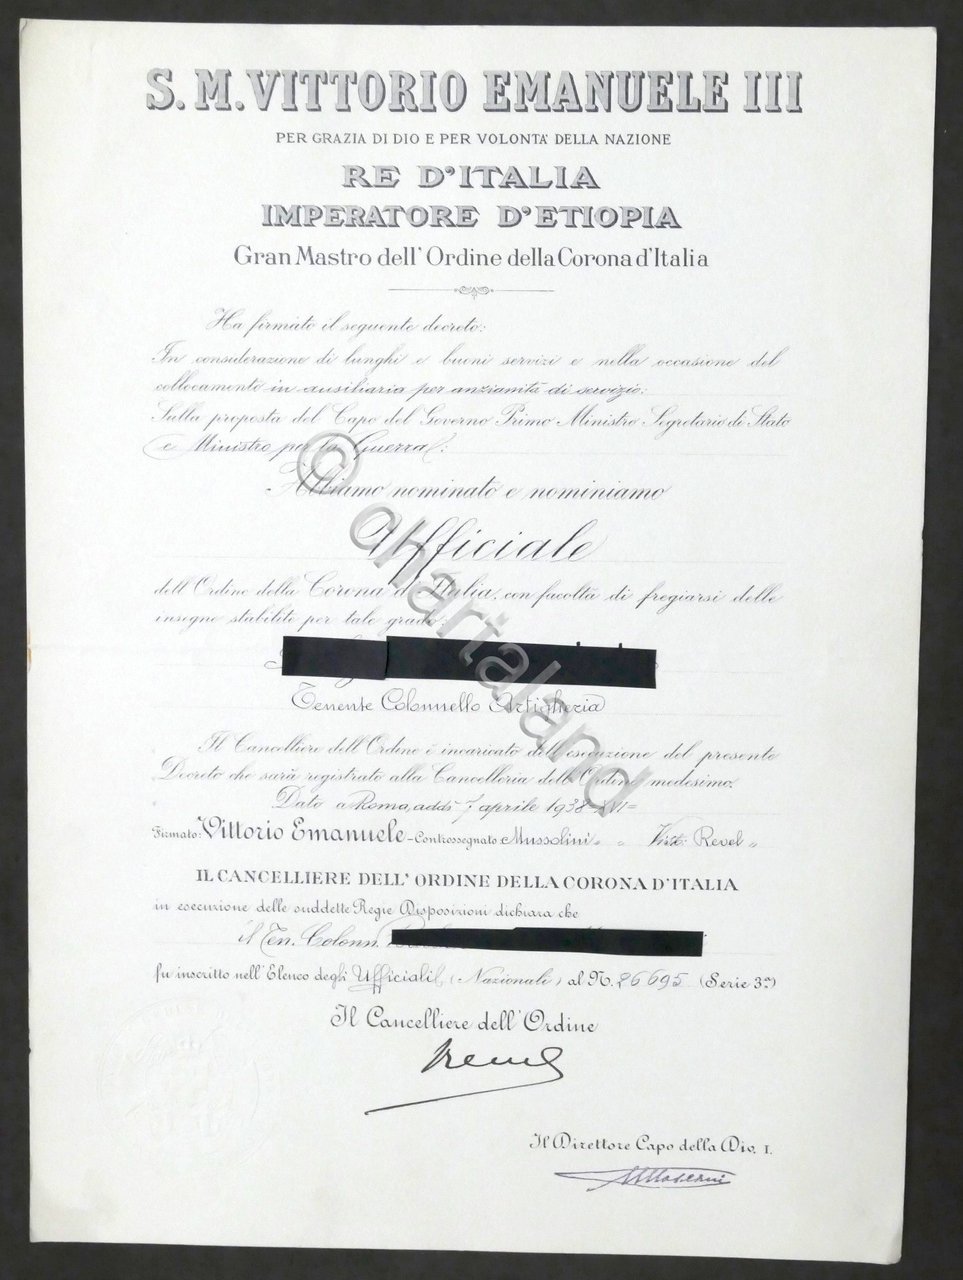 S. M. VITTORIO EMANUELE III
PER GRAZIA DI DIO E PER VOLONTA' DELLA NAZIONE
RE D'ITALIA
IMPERATORE D'ETIOPIA
Gran Mastro dell'Ordine della Corona d'Italia
Ha firmato il seguente decreto:
In considerazione di lunghi e buoni servizi e nella occasione del
collocamento in ausiliaria per anzianità di servizio;
Sulla proposta del Capo del Governo Primo Ministro Segretario di Stato
e Ministro per la Guerra;
Abbiamo nominato e nominiamo
Ufficiale
dell'Ordine della Corona d'Italia, con facoltà di fregiarsi delle
insegne stabilite per tale grado:
Tenente Colonnello Artiglieria
Il Cancelliere dell'Ordine è incaricato dell'esecuzione del presente
Decreto che sarà registrato alla Cancelleria dell'Ordine medesimo.
Dato a Roma, addì 7 aprile 1938=XVI=
Firmato: Vittorio Emanuele - Controssegnato Mussolini „ „ Visto: Revel „
IL CANCELLIERE DELL'ORDINE DELLA CORONA D'ITALIA
in esecuzione delle suddette Regie Disposizioni dichiara che
il Ten. Colonn.
fu inscritto nell'Elenco degli Ufficiali (Nazionali) al N. 26695 (Serie 3ª)
Il Cancelliere dell'Ordine
Il Direttore Capo della Div. I.
© chartaland